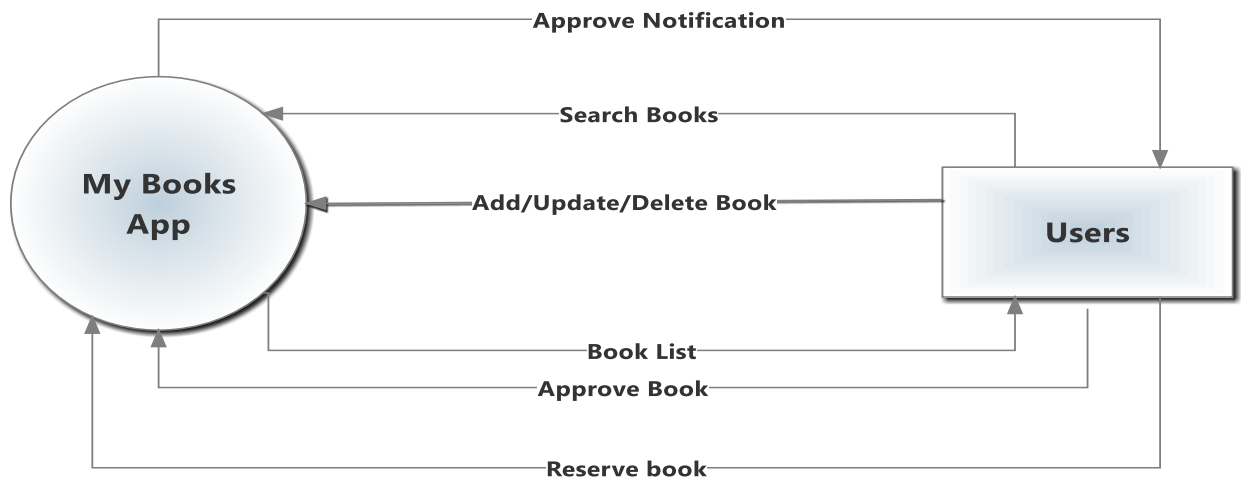 Approve Notification
Search Books
My Books
App
Add/Update/Delete Book
Users
Book List
Approve Book
Reserve book